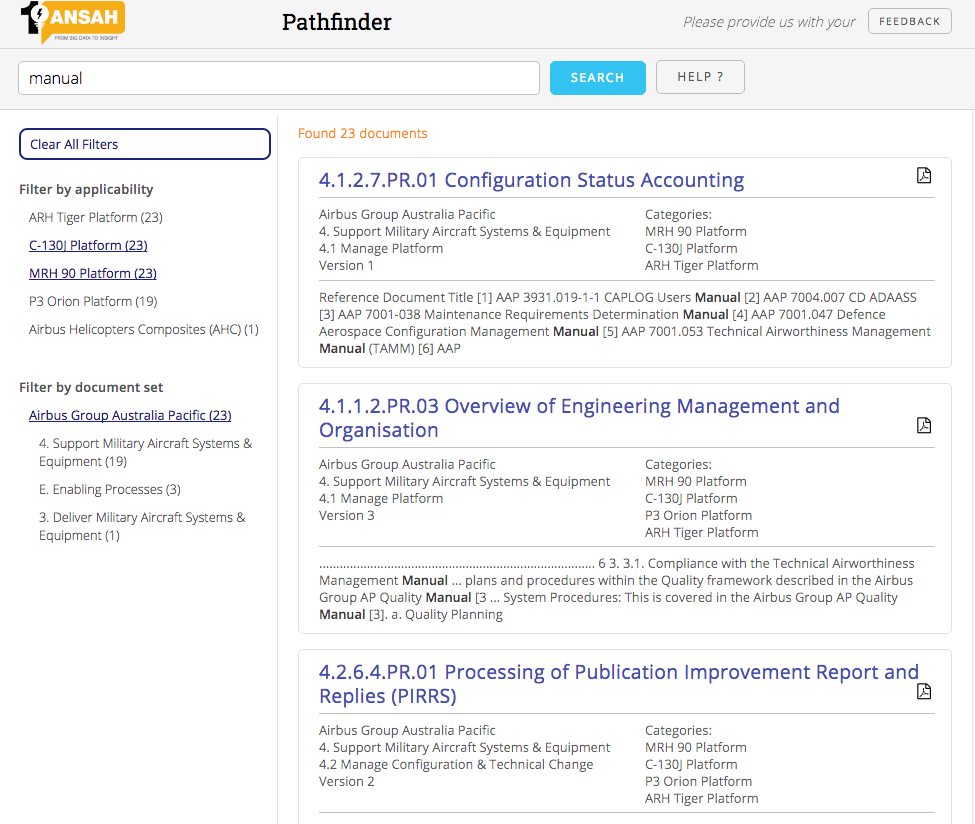 1ANSAH
FROM BIG DATA TO INSIGHT
Pathfinder
Please provide us with your
FEEDBACK
manual
SEARCH
HELP ?
Clear All Filters
Filter by applicability
ARH Tiger Platform (23)
C-130J Platform (23)
MRH 90 Platform (23)
P3 Orion Platform (19)
Airbus Helicopters Composites (AHC) (1)
Filter by document set
Airbus Group Australia Pacific (23)
4. Support Military Aircraft Systems &
Equipment (19)
E. Enabling Processes (3)
3. Deliver Military Aircraft Systems &
Equipment (1)
Found 23 documents
4.1.2.7.PR.01 Configuration Status Accounting
Airbus Group Australia Pacific
4. Support Military Aircraft Systems & Equipment
4.1 Manage Platform
Version 1
Categories:
MRH 90 Platform
C-130J Platform
ARH Tiger Platform
Reference Document Title [1] AAP 3931.019-1-1 CAPLOG Users Manual [2] AAP 7004.007 CD ADAASS
[3] AAP 7001-038 Maintenance Requirements Determination Manual [4] AAP 7001.047 Defence
Aerospace Configuration Management Manual [5] AAP 7001.053 Technical Airworthiness Management
Manual (TAMM) [6] AAP
4.1.1.2.PR.03 Overview of Engineering Management and
Organisation
Airbus Group Australia Pacific
4. Support Military Aircraft Systems & Equipment
4.1 Manage Platform
Version 3
Categories:
MRH 90 Platform
C-130J Platform
P3 Orion Platform
ARH Tiger Platform
................................................................................. 6 3. 3.1. Compliance with the Technical Airworthiness
Management Manual ... plans and procedures within the Quality framework described in the Airbus
Group AP Quality Manual [3 ... System Procedures: This is covered in the Airbus Group AP Quality
Manual [3]. a. Quality Planning
4.2.6.4.PR.01 Processing of Publication Improvement Report and
Replies (PIRRS)
Airbus Group Australia Pacific
4. Support Military Aircraft Systems & Equipment
4.2 Manage Configuration & Technical Change
Version 2
Categories:
MRH 90 Platform
C-130J Platform
P3 Orion Platform
ARH Tiger Platform